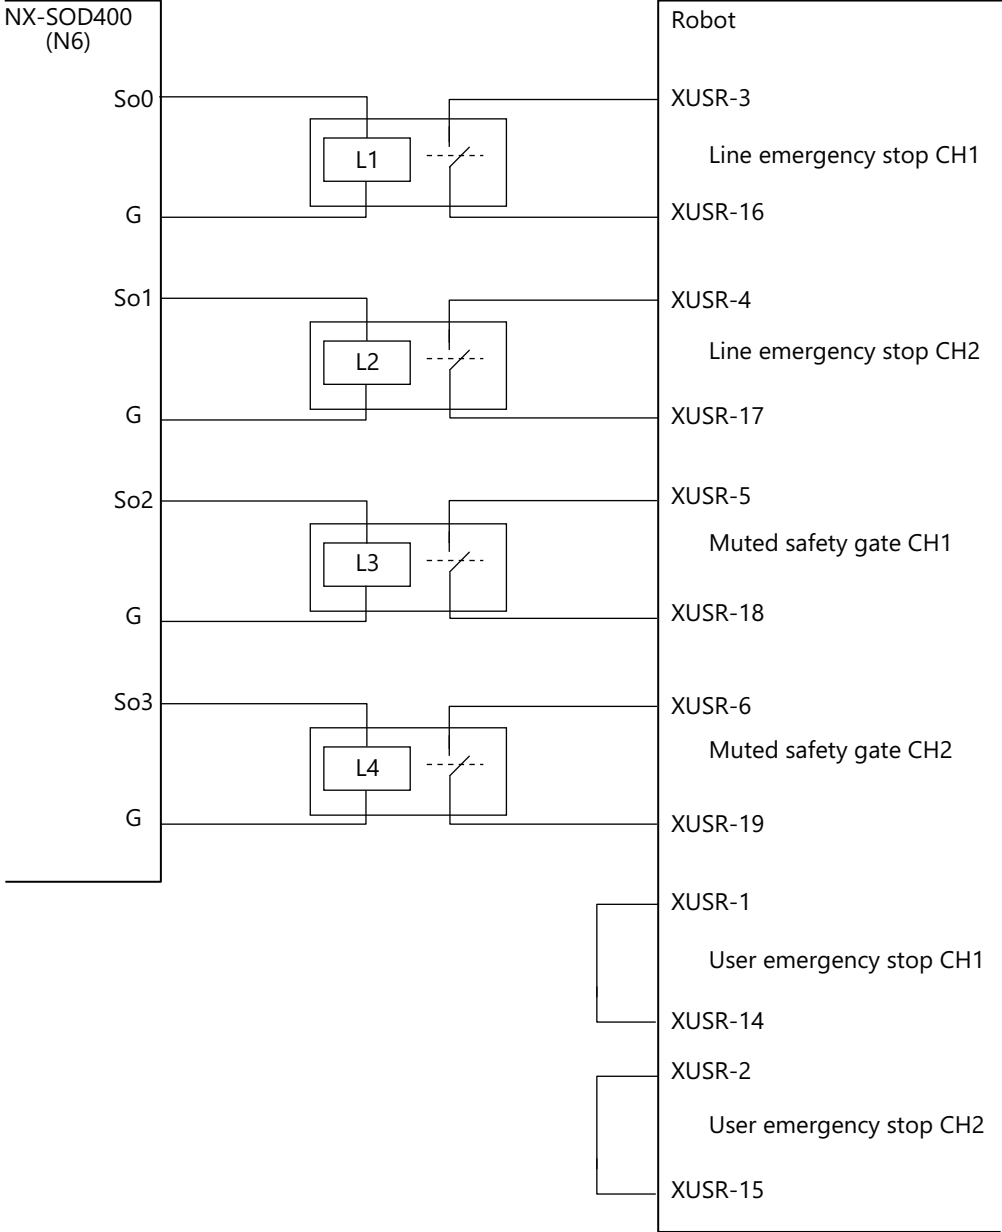 NX-SOD400
(N6)
Robot
So0
XUSR-3
L1
Line emergency stop CH1
G
XUSR-16
So1
XUSR-4
L2
Line emergency stop CH2
G
XUSR-17
So2
XUSR-5
L3
Muted safety gate CH1
G
XUSR-18
So3
XUSR-6
L4
Muted safety gate CH2
G
XUSR-19
XUSR-1
User emergency stop CH1
XUSR-14
XUSR-2
User emergency stop CH2
XUSR-15